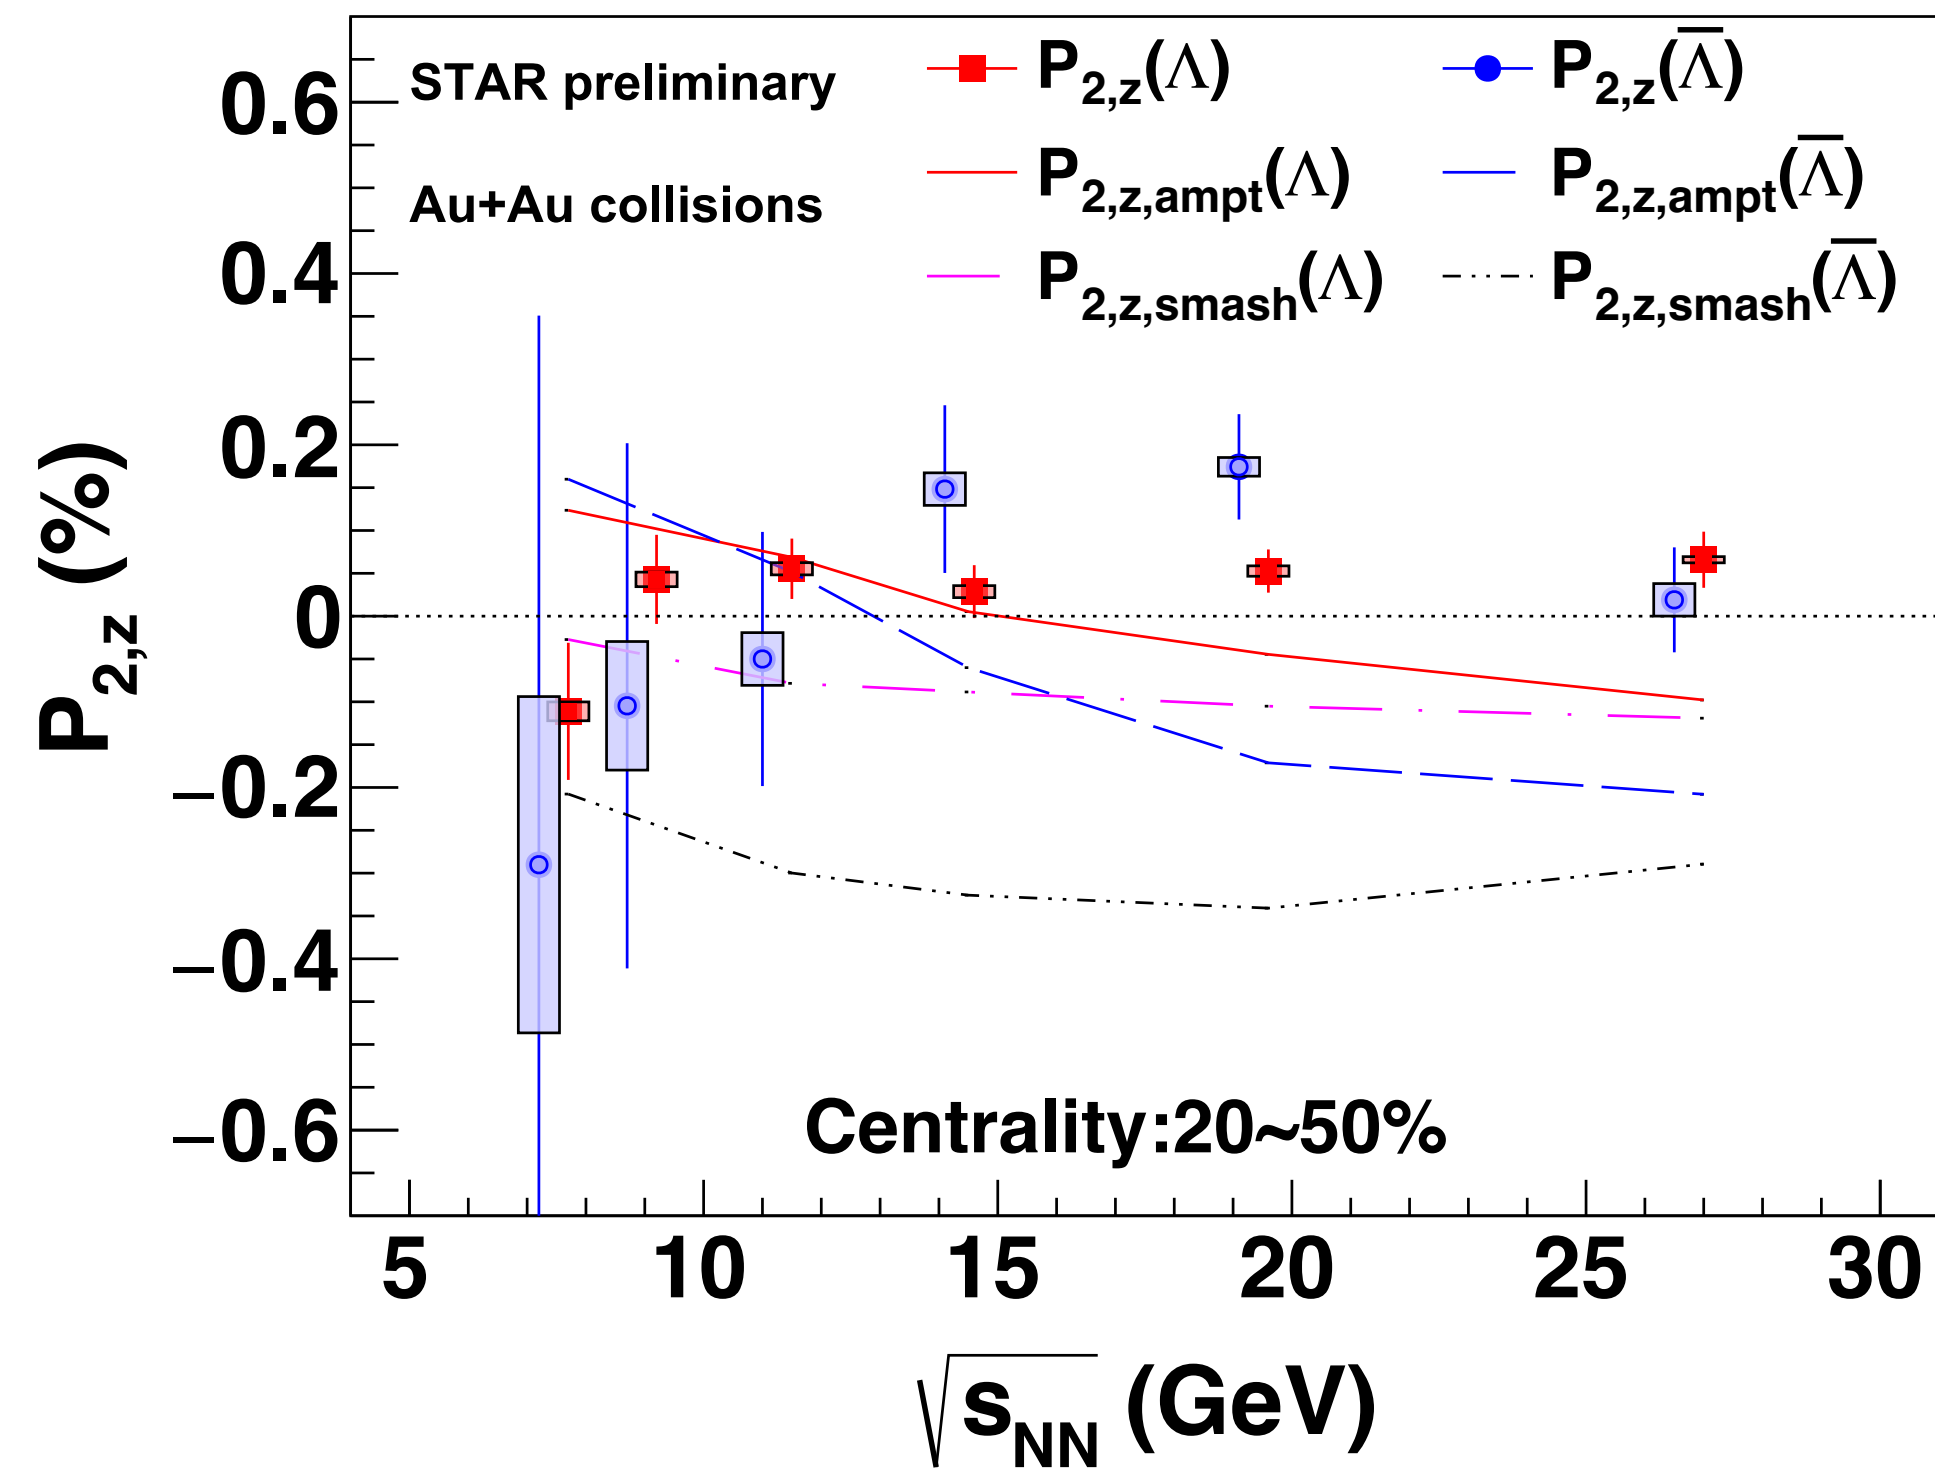 STAR preliminary
P2,z(Λ)
P2,z(Λ̅)
Au+Au collisions
P2,z,ampt(Λ)
P2,z,ampt(Λ̅)
P2,z,smash(Λ)
P2,z,smash(Λ̅)
P2,z (%)
0.6
0.4
0.2
0
−0.2
−0.4
−0.6
Centrality:20~50%
5 10 15 20 25 30
√sNN (GeV)